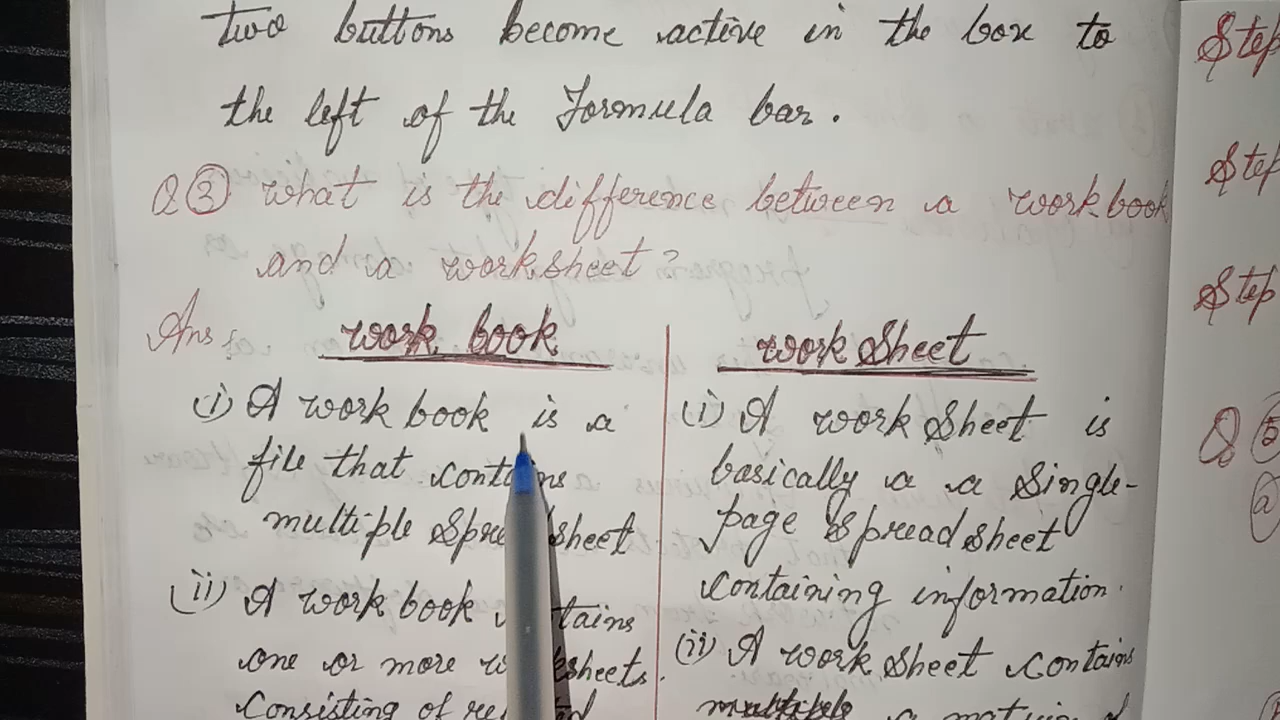 two buttons become active in the box to
the left of the Formula bar.
Q③ what is the difference between a workbook
and a worksheet?
Ans:
work book
(i) A work book is a
file that contains
multiple Spreadsheet
(ii) A work book contains
one or more worksheets.
Consisting of
work Sheet
(i) A work Sheet is
basically a a Single-
page Spreadsheet
Containing information.
(ii) A work Sheet contains
a matrix of
Step
Step
Step
Q ⑤
ⓐ